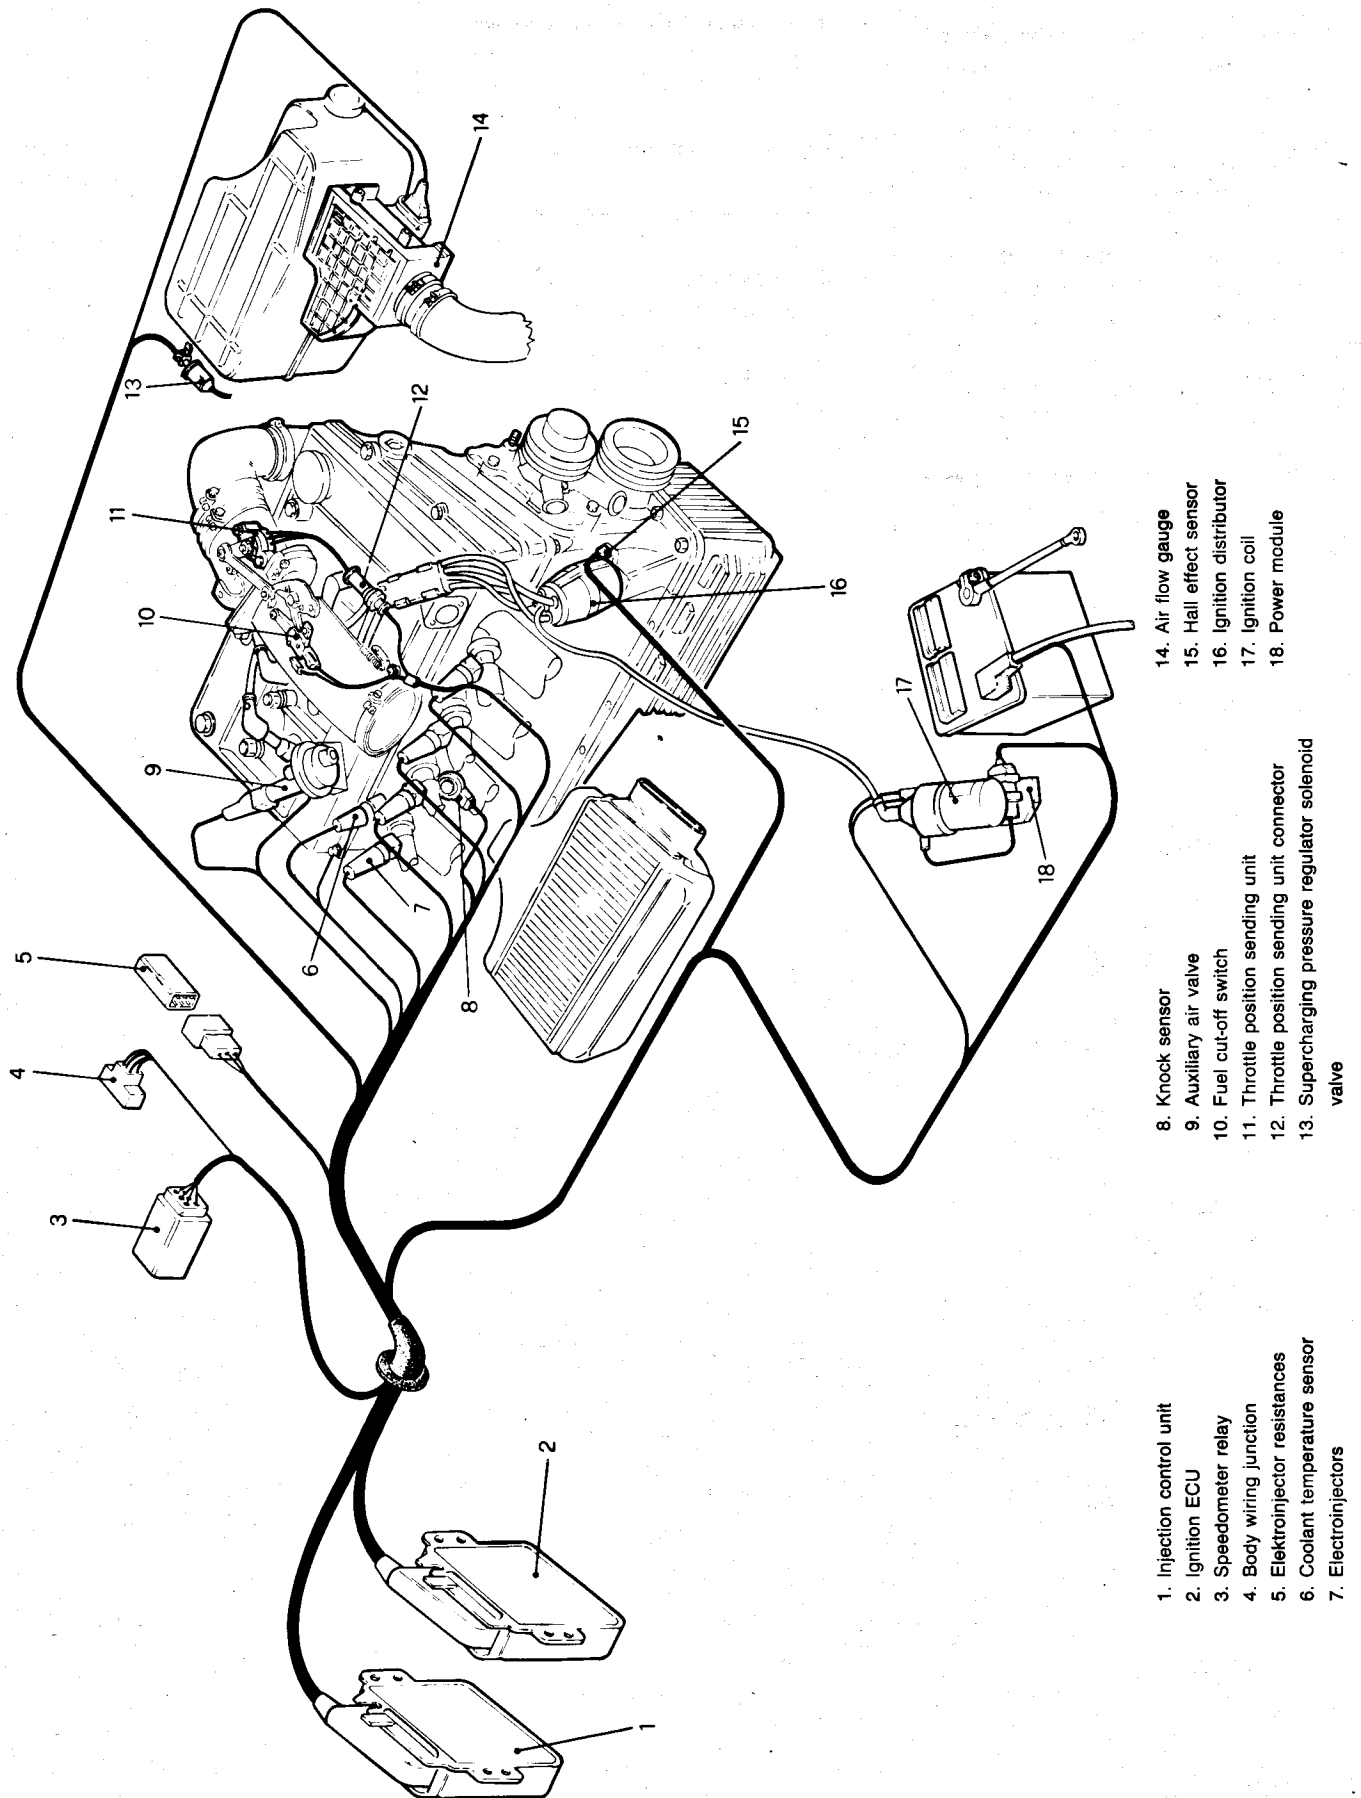 1
2
3
4
5
6
7
8
9
10
11
12
13
14
15
16
17
18
1. Injection control unit
2. Ignition ECU
3. Speedometer relay
4. Body wiring junction
5. Elektroinjector resistances
6. Coolant temperature sensor
7. Electroinjectors
8. Knock sensor
9. Auxiliary air valve
10. Fuel cut-off switch
11. Throttle position sending unit
12. Throttle position sending unit connector
13. Supercharging pressure regulator solenoid
valve
14. Air flow gauge
15. Hall effect sensor
16. Ignition distributor
17. Ignition coil
18. Power module